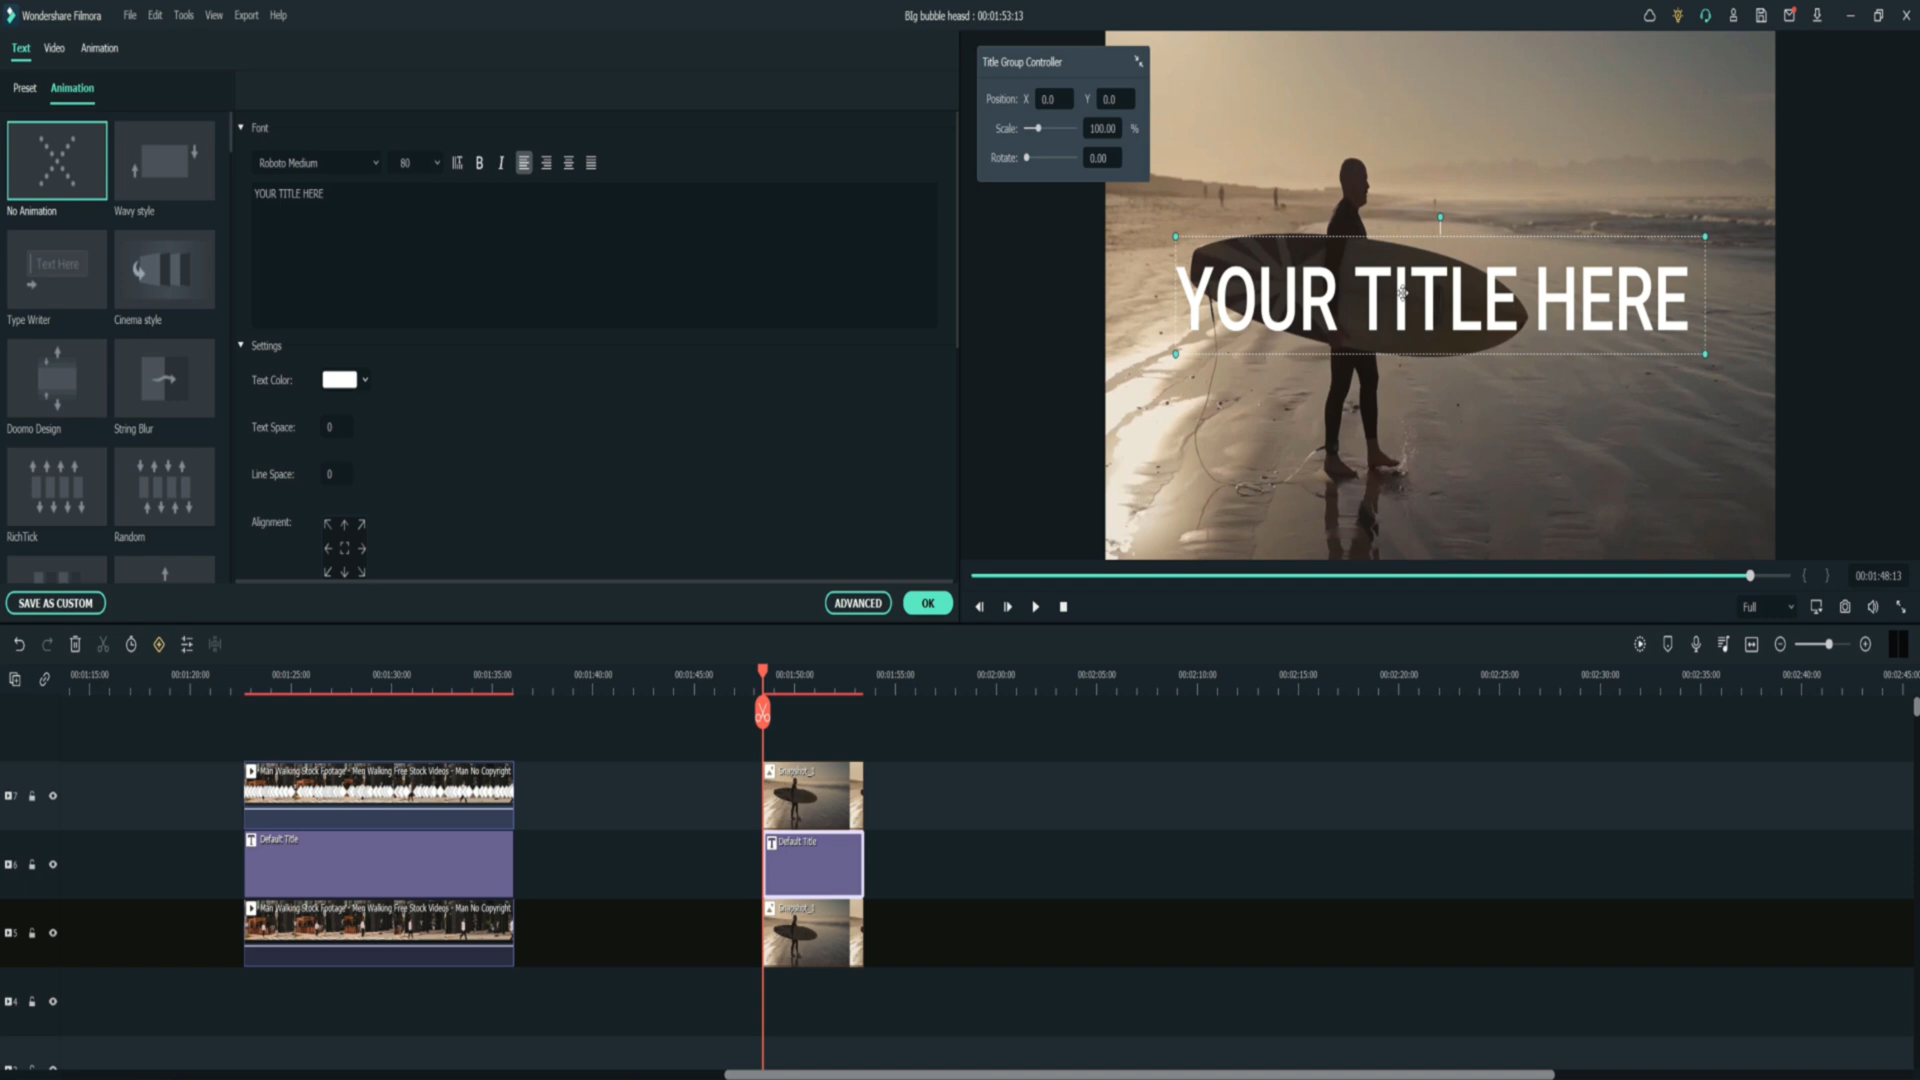 Wondershare Filmora File Edit Tools View Export Help
BIg bubble heasd : 00:01:53:13
Text Video Animation
Preset Animation
No Animation
Wavy style
Text Here
Type Writer
Cinema style
Doomo Design
String Blur
RichTick
Random
Font
Roboto Medium 80 B I
YOUR TITLE HERE
Settings
Text Color:
Text Space: 0
Line Space: 0
Alignment:
SAVE AS CUSTOM
ADVANCED
OK
Title Group Controller
Position: X 0.0 Y 0.0
Scale: 100.00 %
Rotate: 0.00
YOUR TITLE HERE
{ } 00:01:48:13
Full
00:01:15:00 00:01:20:00 00:01:25:00 00:01:30:00 00:01:35:00 00:01:40:00 00:01:45:00 00:01:50:00 00:01:55:00 00:02:00:00 00:02:05:00 00:02:10:00 00:02:15:00 00:02:20:00 00:02:25:00 00:02:30:00 00:02:35:00 00:02:40:00 00:02:45:00
7
Man Walking Stock Footage - Men Walking Free Stock Videos - Man No Copyright
Snapshot_3
6
T Default Title
T Default Title
5
Man Walking Stock Footage - Men Walking Free Stock Videos - Man No Copyright
Snapshot_3
4